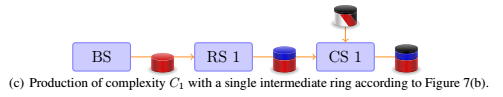 BS RS 1 CS 1
(c) Production of complexity C₁ with a single intermediate ring according to Figure 7(b).